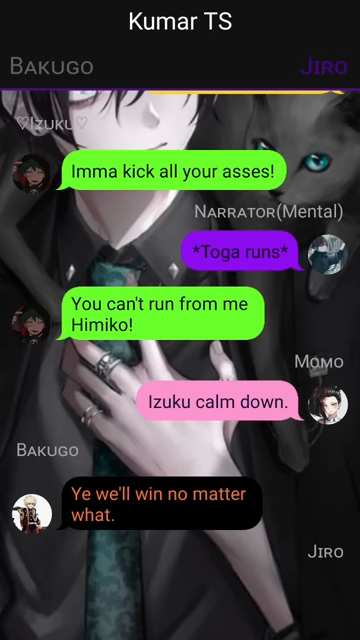 Kumar TS
BAKUGO
JIRO
♡IZUKU♡
Imma kick all your asses!
NARRATOR(MENTAL)
*Toga runs*
You can't run from me
Himiko!
MOMO
Izuku calm down.
BAKUGO
Ye we'll win no matter
what.
JIRO